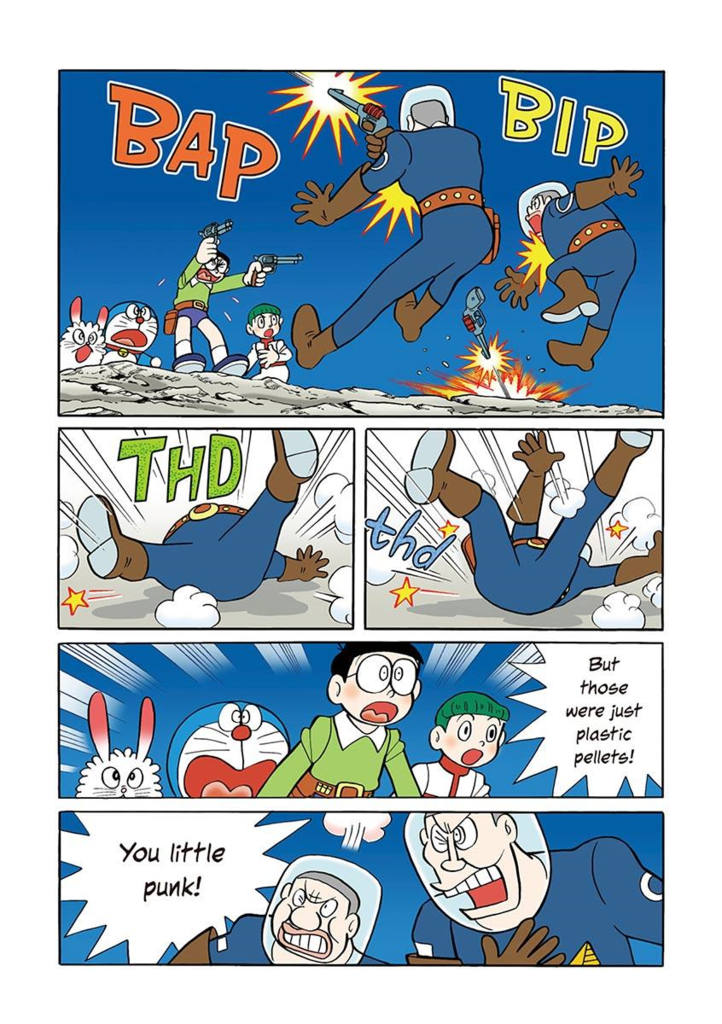 BAP
BIP
THD
thd
But
those
were just
plastic
pellets!
You little
punk!